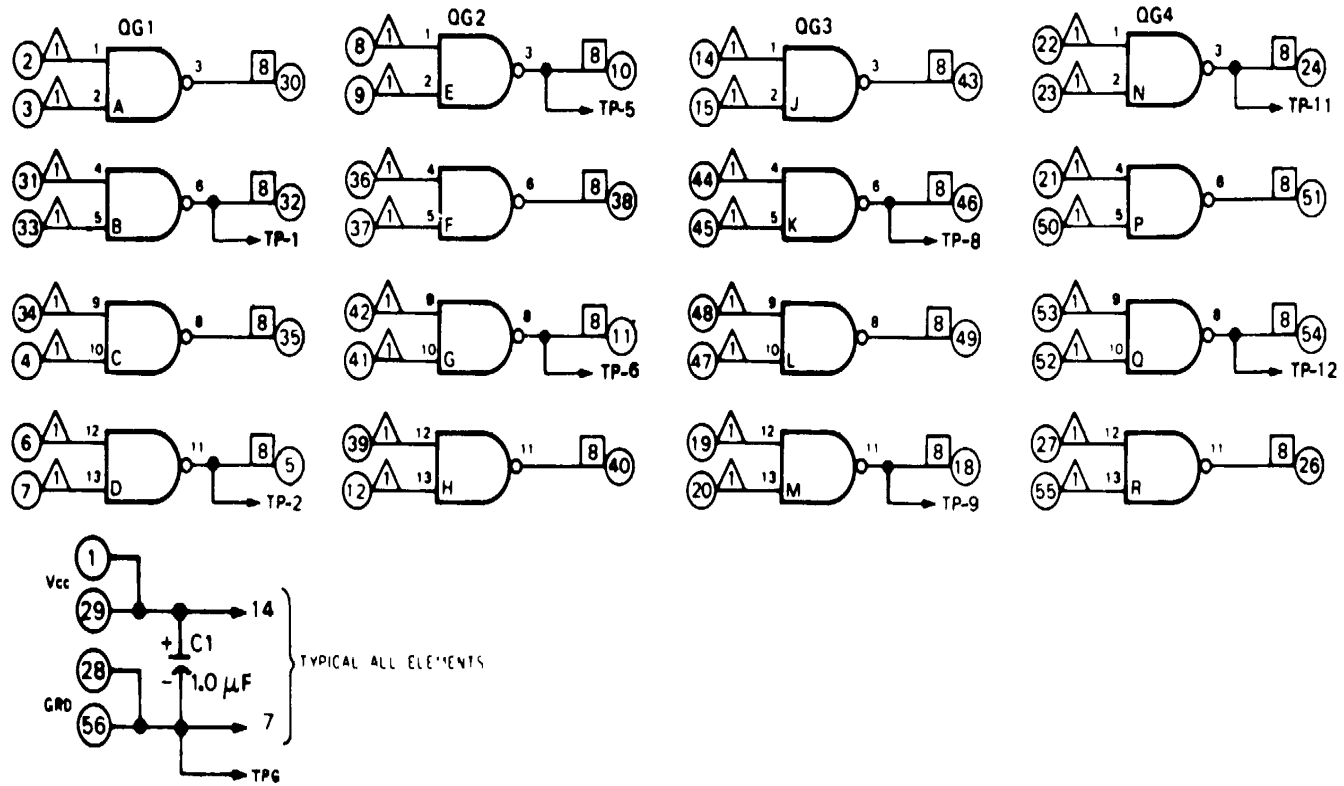 QG1 QG2 QG3 QG4
2 1 1 A 3 8 30
3 1 2
8 1 1 E 3 8 10
9 1 2 TP-5
14 1 1 J 3 8 43
15 1 2
22 1 1 N 3 8 24
23 1 2 TP-11
31 1 4 B 6 8 32
33 1 5 TP-1
36 1 4 F 6 8 38
37 1 5
44 1 4 K 6 8 46
45 1 5 TP-8
21 1 4 P 6 8 51
50 1 5
34 1 9 C 8 8 35
4 1 10
42 1 9 G 8 8 11
41 1 10 TP-6
48 1 9 L 8 8 49
47 1 10
53 1 9 Q 8 8 54
52 1 10 TP-12
6 1 12 D 11 8 5
7 1 13 TP-2
39 1 12 H 11 8 40
12 1 13
19 1 12 M 11 8 18
20 1 13 TP-9
27 1 12 R 11 8 26
55 1 13
1
Vcc
29 14
+ C1
TYPICAL ALL ELEMENTS
28 - 1.0 µF
GRD
56 7
TPG